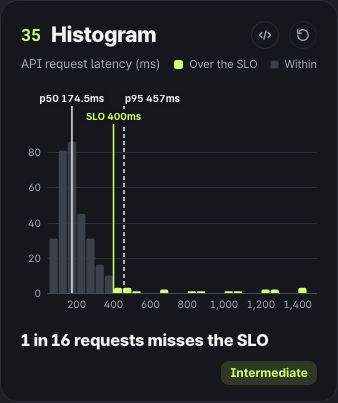 35 Histogram </>
API request latency (ms) Over the SLO Within
p50 174.5ms p95 457ms
SLO 400ms
80
60
40
20
0
200 400 600 800 1,000 1,200 1,400
1 in 16 requests misses the SLO
Intermediate